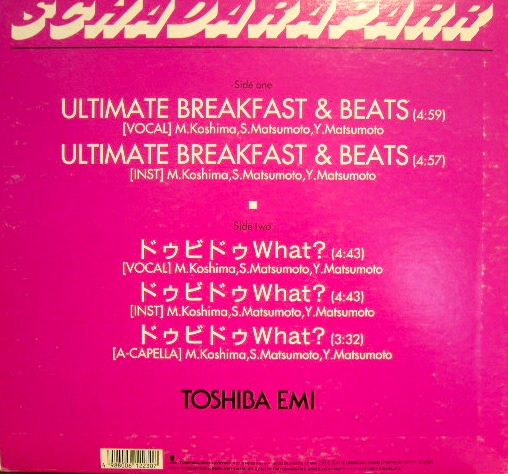 SCHADARAPARR
Side one
ULTIMATE BREAKFAST & BEATS (4:59)
[VOCAL] M.Koshima,S.Matsumoto,Y.Matsumoto
ULTIMATE BREAKFAST & BEATS (4:57)
[INST] M.Koshima,S.Matsumoto,Y.Matsumoto
Side two
ドゥビドゥWhat? (4:43)
[VOCAL] M.Koshima,S.Matsumoto,Y.Matsumoto
ドゥビドゥWhat? (4:43)
[INST] M.Koshima,S.Matsumoto,Y.Matsumoto
ドゥビドゥWhat? (3:32)
[A-CAPELLA] M.Koshima,S.Matsumoto,Y.Matsumoto
TOSHIBA EMI
4 988006 122307